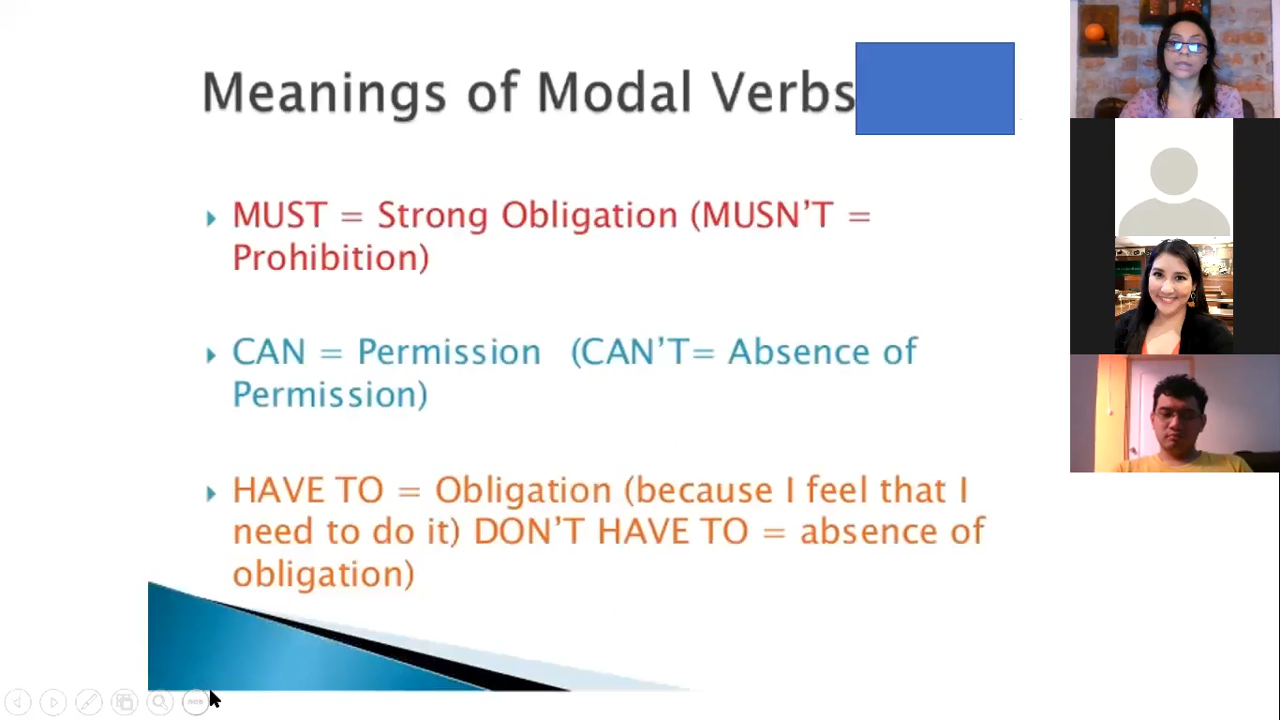 Meanings of Modal Verbs
MUST = Strong Obligation (MUSN'T =
Prohibition)
CAN = Permission (CAN'T= Absence of
Permission)
HAVE TO = Obligation (because I feel that I
need to do it) DON'T HAVE TO = absence of
obligation)